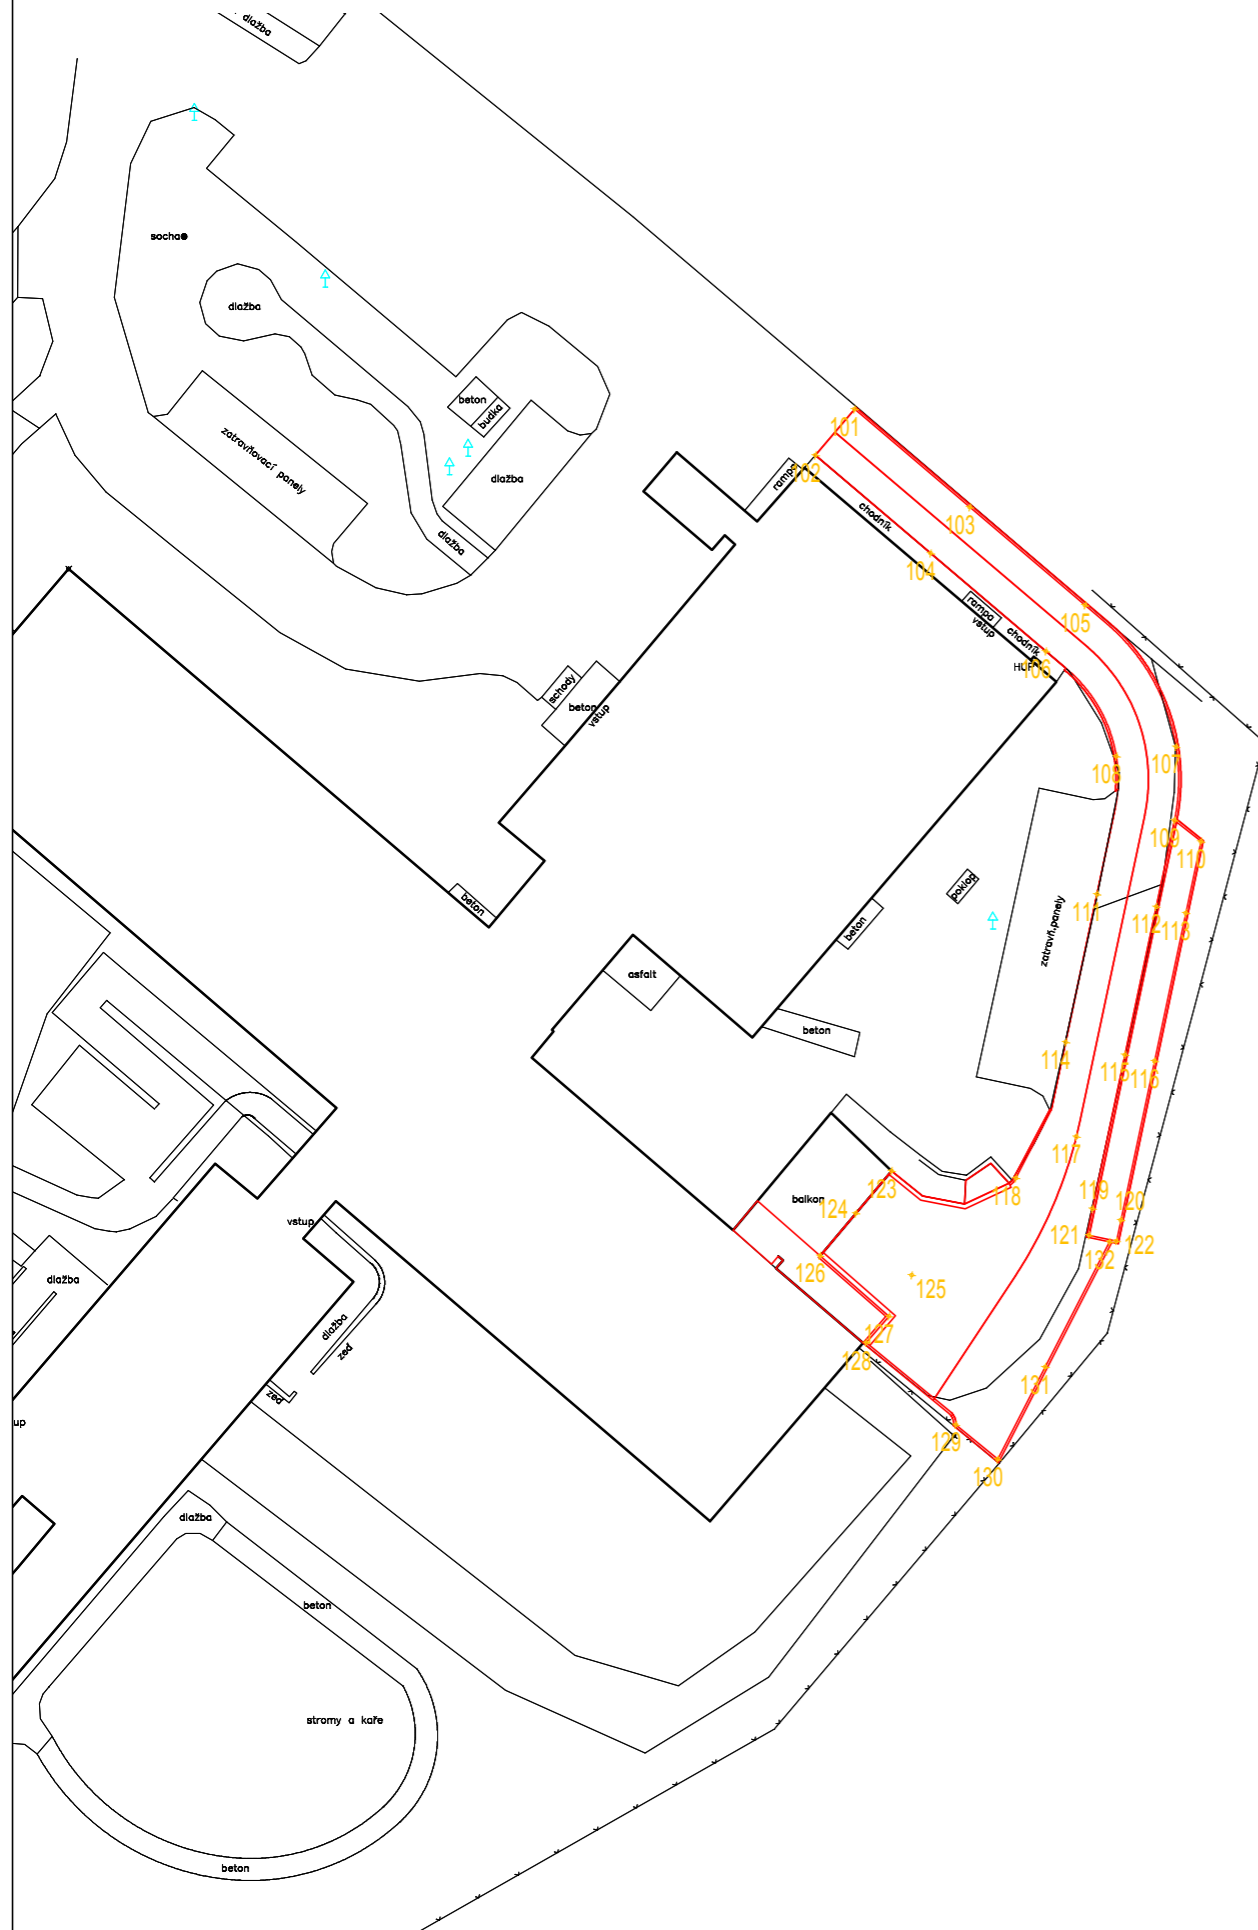 dlažba
socha
dlažba
beton
budka
101
zatravňovací panely
102
rampa
dlažba
chodník
103
dlažba
104
rampa
105
vstup
chodník
106
schody
beton
vstup
107
108
109
110
beton
poklop
111
112
113
beton
zatravň.panely
asfalt
beton
114
115
116
117
118
123
balkon
119
120
124
vstup
121
122
132
126
dlažba
125
dlažba
127
zeď
128
131
zeď
up
129
130
dlažba
beton
stromy a kaře
beton